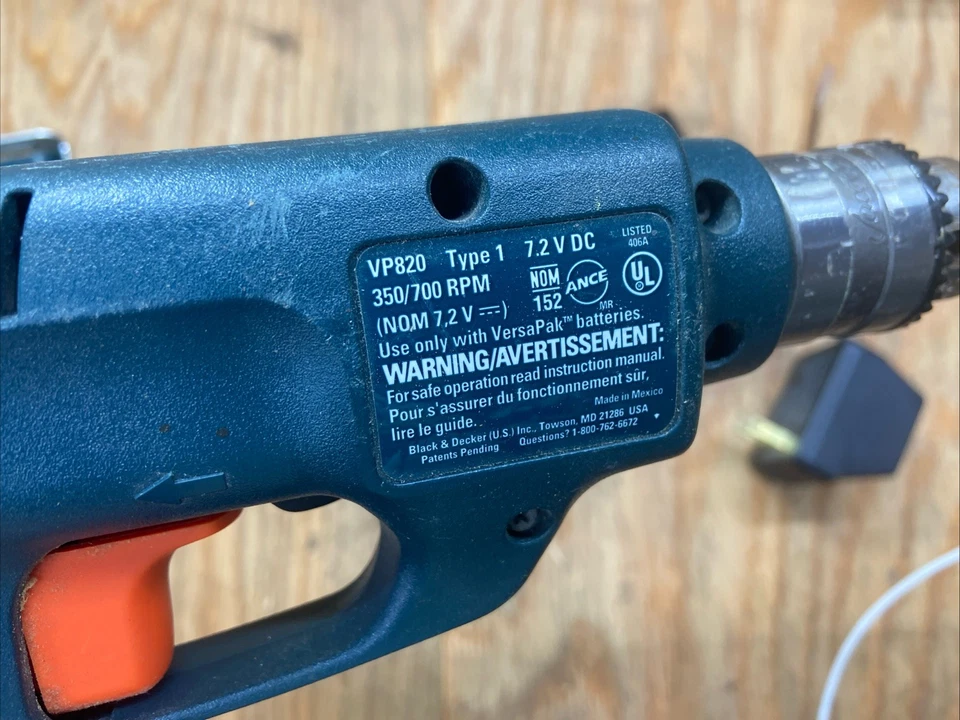 VP820 Type 1 7.2 V DC
LISTED
406A
350/700 RPM
NOM
152
ANCE
MR
UL
(NOM 7,2 V ⎓)
Use only with VersaPak™ batteries.
WARNING/AVERTISSEMENT:
For safe operation read instruction manual.
Pour s'assurer du fonctionnement sûr,
lire le guide.
Made in Mexico
Black & Decker (U.S.) Inc., Towson, MD 21286 USA
Patents Pending Questions? 1-800-762-6672